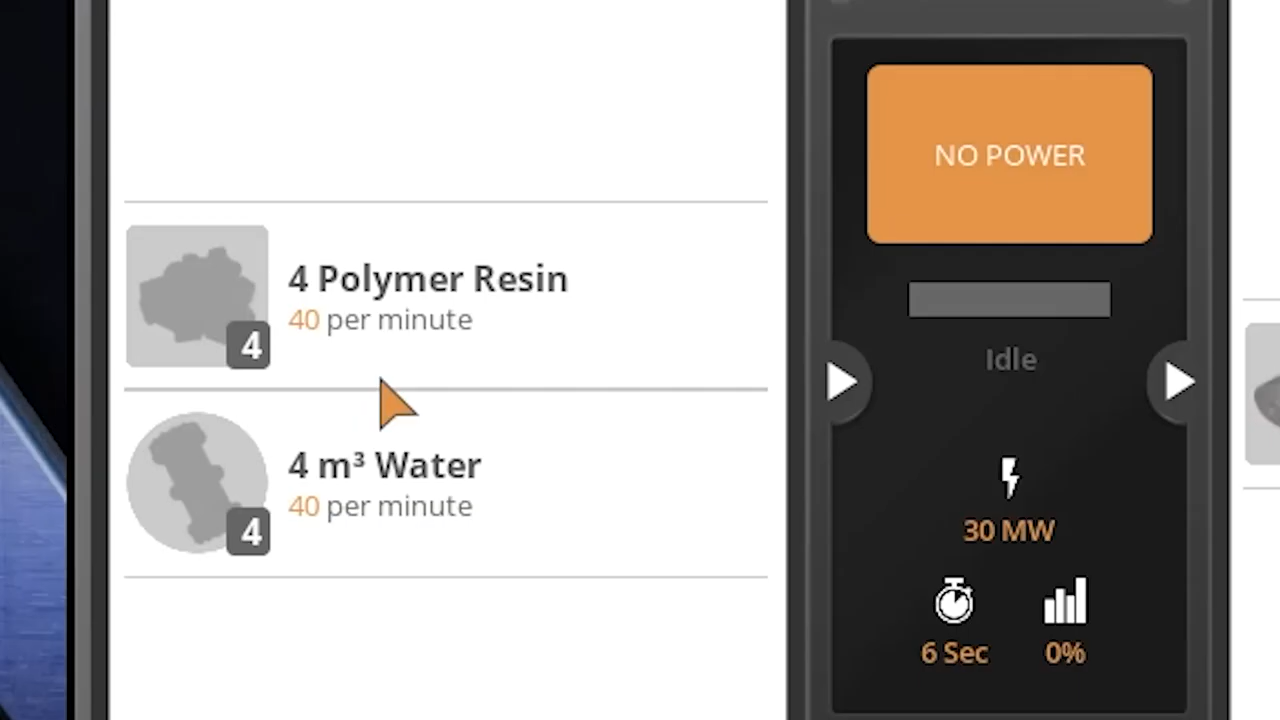 4 Polymer Resin
40 per minute
4
4 m³ Water
40 per minute
4
NO POWER
Idle
30 MW
6 Sec
0%